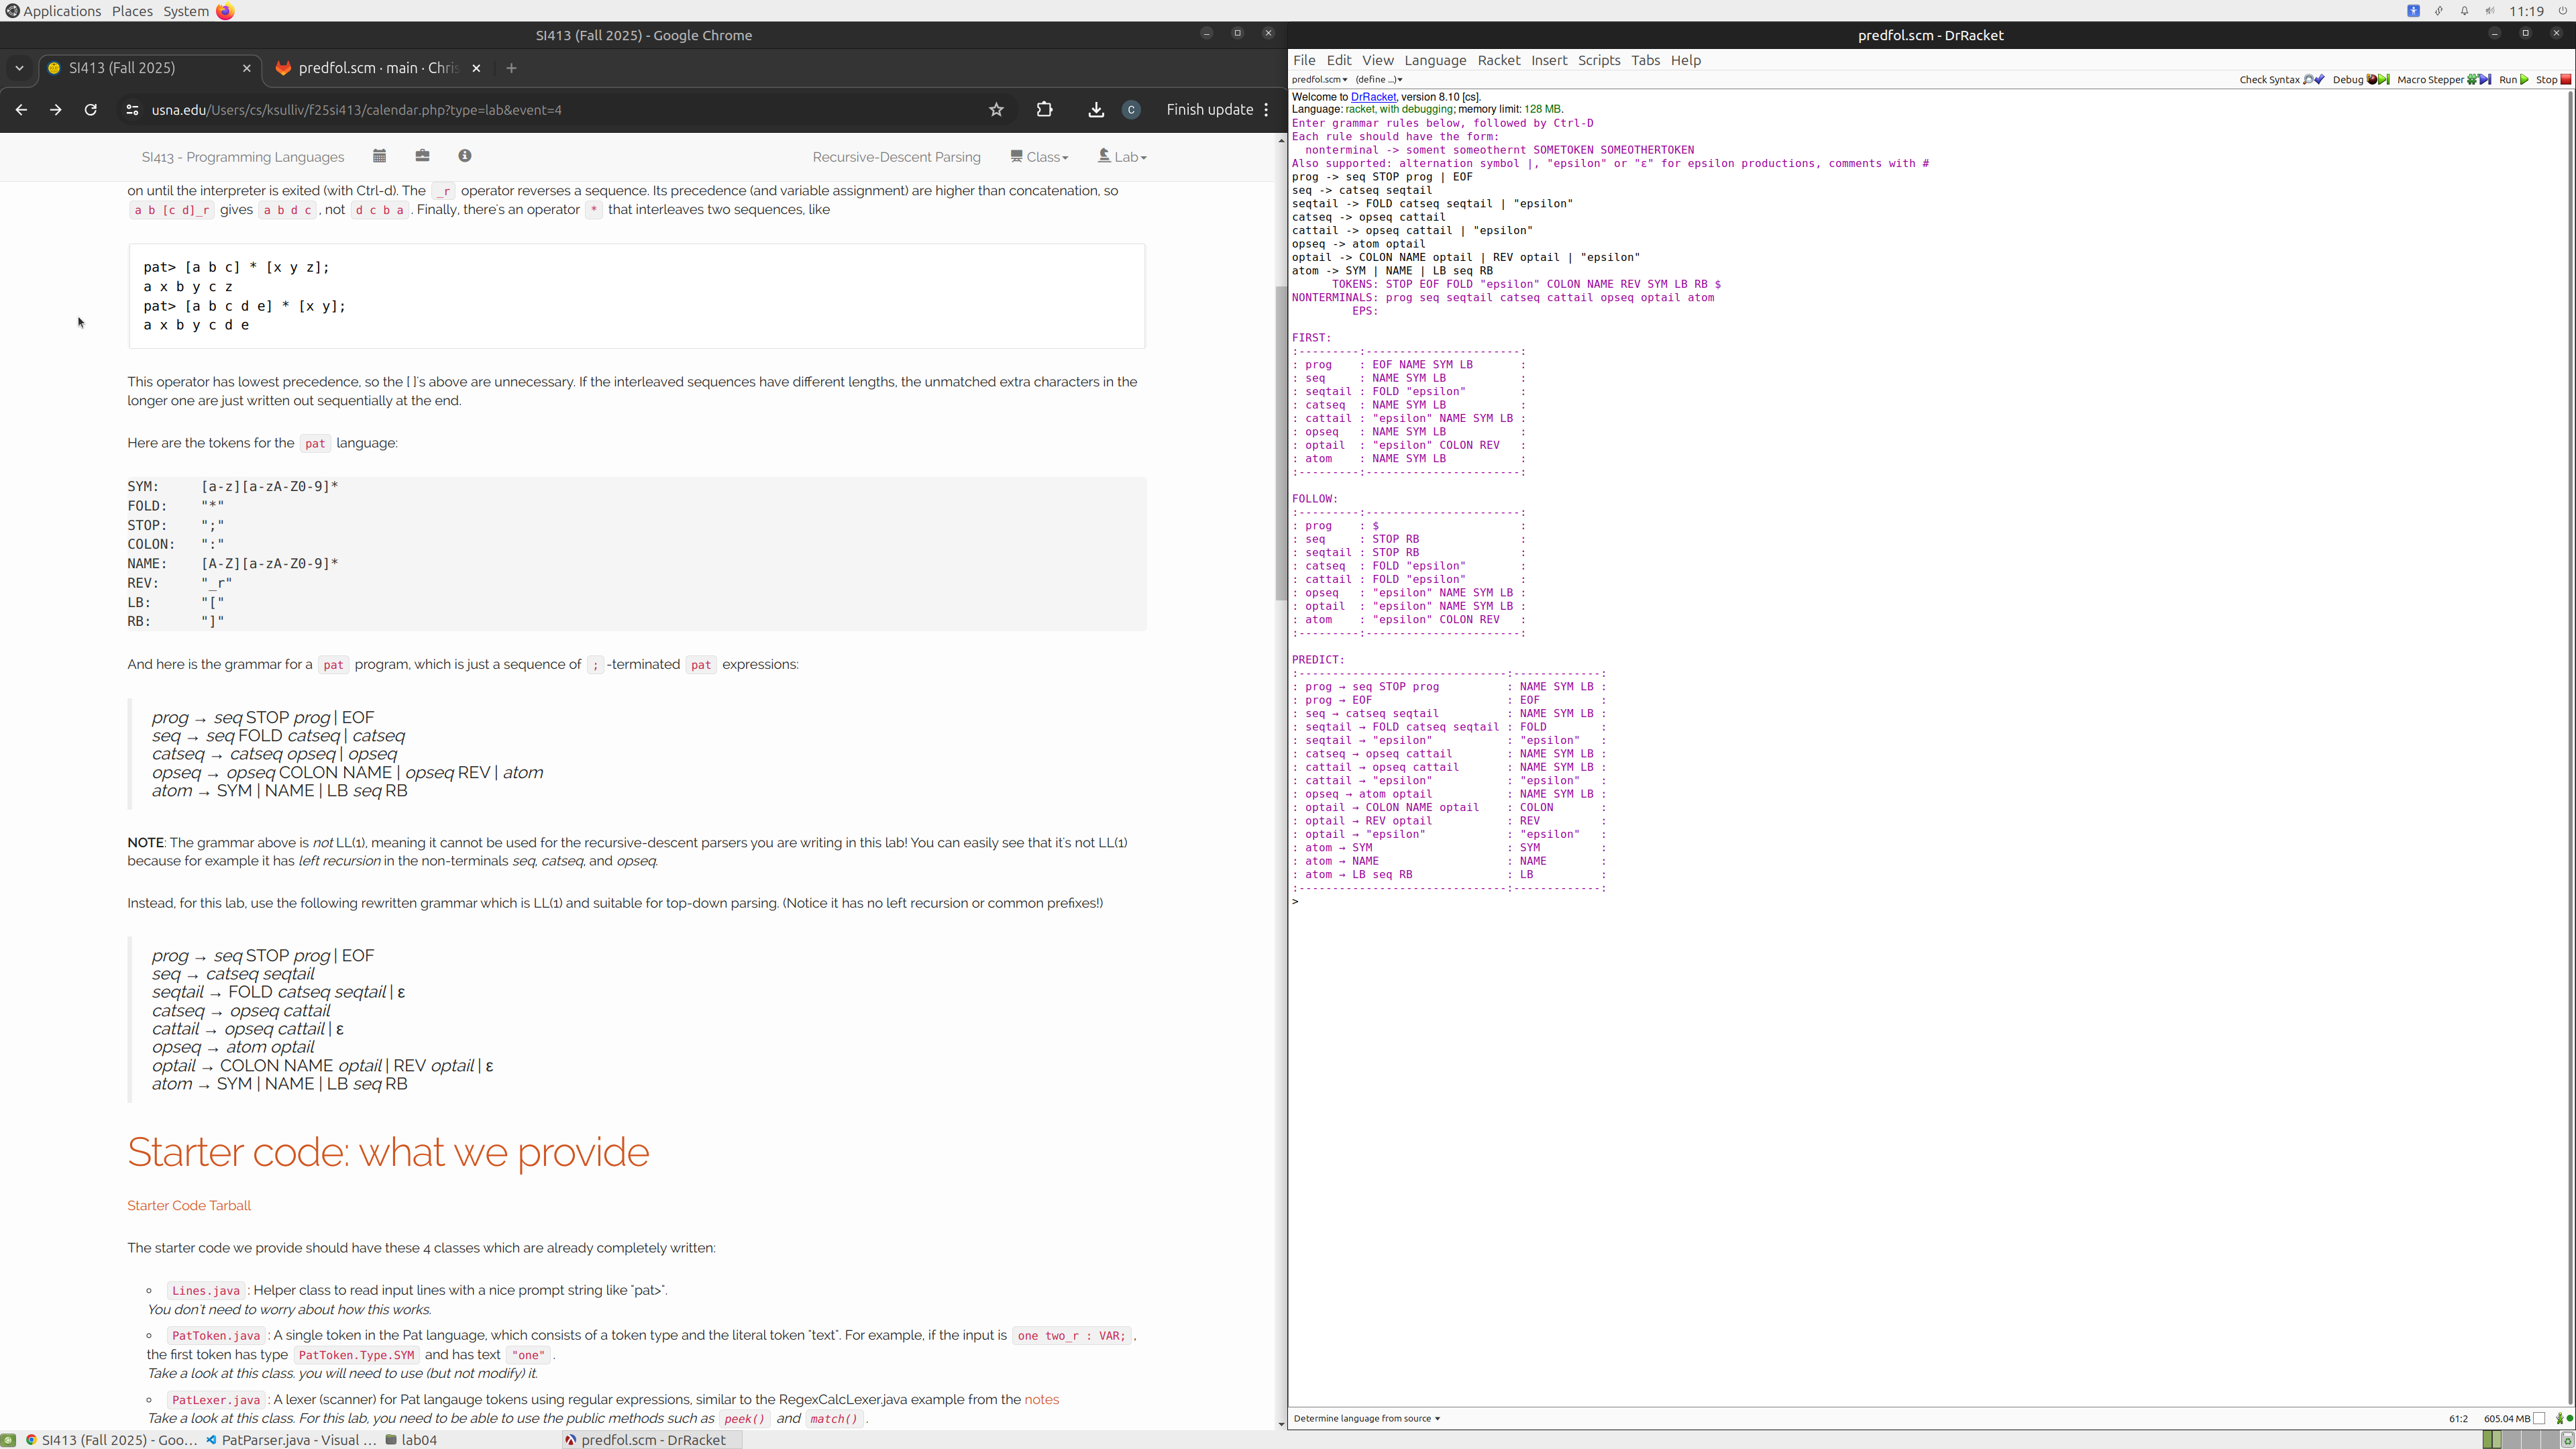 Applications Places System 11:19
SI413 (Fall 2025) - Google Chrome
SI413 (Fall 2025) predfol.scm · main · Chris
usna.edu/Users/cs/ksulliv/f25si413/calendar.php?type=lab&event=4 C Finish update
SI413 - Programming Languages Recursive-Descent Parsing Class Lab
on until the interpreter is exited (with Ctrl-d). The _r operator reverses a sequence. Its precedence (and variable assignment) are higher than concatenation, so
a b [c d]_r gives a b d c , not d c b a . Finally, there's an operator * that interleaves two sequences, like
pat> [a b c] * [x y z];
a x b y c z
pat> [a b c d e] * [x y];
a x b y c d e
This operator has lowest precedence, so the [ ]'s above are unnecessary. If the interleaved sequences have different lengths, the unmatched extra characters in the
longer one are just written out sequentially at the end.
Here are the tokens for the pat language:
SYM: [a-z][a-zA-Z0-9]*
FOLD: "*"
STOP: ";"
COLON: ":"
NAME: [A-Z][a-zA-Z0-9]*
REV: "_r"
LB: "["
RB: "]"
And here is the grammar for a pat program, which is just a sequence of ; -terminated pat expressions:
prog → seq STOP prog | EOF
seq → seq FOLD catseq | catseq
catseq → catseq opseq | opseq
opseq → opseq COLON NAME | opseq REV | atom
atom → SYM | NAME | LB seq RB
NOTE: The grammar above is not LL(1), meaning it cannot be used for the recursive-descent parsers you are writing in this lab! You can easily see that it's not LL(1)
because for example it has left recursion in the non-terminals seq, catseq, and opseq.
Instead, for this lab, use the following rewritten grammar which is LL(1) and suitable for top-down parsing. (Notice it has no left recursion or common prefixes!)
prog → seq STOP prog | EOF
seq → catseq seqtail
seqtail → FOLD catseq seqtail | ε
catseq → opseq cattail
cattail → opseq cattail | ε
opseq → atom optail
optail → COLON NAME optail | REV optail | ε
atom → SYM | NAME | LB seq RB
Starter code: what we provide
Starter Code Tarball
The starter code we provide should have these 4 classes which are already completely written:
Lines.java : Helper class to read input lines with a nice prompt string like "pat>".
You don't need to worry about how this works.
PatToken.java : A single token in the Pat language, which consists of a token type and the literal token "text". For example, if the input is one two_r : VAR; ,
the first token has type PatToken.Type.SYM and has text "one" .
Take a look at this class. you will need to use (but not modify) it.
PatLexer.java : A lexer (scanner) for Pat langauge tokens using regular expressions, similar to the RegexCalcLexer.java example from the notes
Take a look at this class. For this lab, you need to be able to use the public methods such as peek() and match() .
predfol.scm - DrRacket
File Edit View Language Racket Insert Scripts Tabs Help
predfol.scm (define ...) Check Syntax Debug Macro Stepper Run Stop
Welcome to DrRacket, version 8.10 [cs].
Language: racket, with debugging; memory limit: 128 MB.
Enter grammar rules below, followed by Ctrl-D
Each rule should have the form:
nonterminal -> soment someothernt SOMETOKEN SOMEOTHERTOKEN
Also supported: alternation symbol |, "epsilon" or "ε" for epsilon productions, comments with #
prog -> seq STOP prog | EOF
seq -> catseq seqtail
seqtail -> FOLD catseq seqtail | "epsilon"
catseq -> opseq cattail
cattail -> opseq cattail | "epsilon"
opseq -> atom optail
optail -> COLON NAME optail | REV optail | "epsilon"
atom -> SYM | NAME | LB seq RB
TOKENS: STOP EOF FOLD "epsilon" COLON NAME REV SYM LB RB $
NONTERMINALS: prog seq seqtail catseq cattail opseq optail atom
EPS:
FIRST:
:---------:-----------------------:
: prog : EOF NAME SYM LB :
: seq : NAME SYM LB :
: seqtail : FOLD "epsilon" :
: catseq : NAME SYM LB :
: cattail : "epsilon" NAME SYM LB :
: opseq : NAME SYM LB :
: optail : "epsilon" COLON REV :
: atom : NAME SYM LB :
:---------:-----------------------:
FOLLOW:
:---------:-----------------------:
: prog : $ :
: seq : STOP RB :
: seqtail : STOP RB :
: catseq : FOLD "epsilon" :
: cattail : FOLD "epsilon" :
: opseq : "epsilon" NAME SYM LB :
: optail : "epsilon" NAME SYM LB :
: atom : "epsilon" COLON REV :
:---------:-----------------------:
PREDICT:
:-------------------------------:-------------:
: prog → seq STOP prog : NAME SYM LB :
: prog → EOF : EOF :
: seq → catseq seqtail : NAME SYM LB :
: seqtail → FOLD catseq seqtail : FOLD :
: seqtail → "epsilon" : "epsilon" :
: catseq → opseq cattail : NAME SYM LB :
: cattail → opseq cattail : NAME SYM LB :
: cattail → "epsilon" : "epsilon" :
: opseq → atom optail : NAME SYM LB :
: optail → COLON NAME optail : COLON :
: optail → REV optail : REV :
: optail → "epsilon" : "epsilon" :
: atom → SYM : SYM :
: atom → NAME : NAME :
: atom → LB seq RB : LB :
:-------------------------------:-------------:
>
Determine language from source 61:2 605.04 MB
SI413 (Fall 2025) - Goo... PatParser.java - Visual ... lab04 predfol.scm - DrRacket